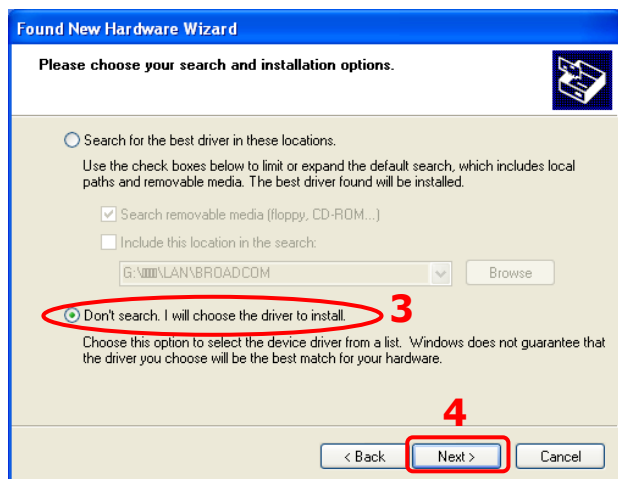 Found New Hardware Wizard
Please choose your search and installation options.
Search for the best driver in these locations.
Use the check boxes below to limit or expand the default search, which includes local
paths and removable media. The best driver found will be installed.
Search removable media (floppy, CD-ROM...)
Include this location in the search:
\LAN\BROADCOM
Browse
Don't search. I will choose the driver to install.
3
Choose this option to select the device driver from a list. Windows does not guarantee that
the driver you choose will be the best match for your hardware.
4
< Back
Next >
Cancel